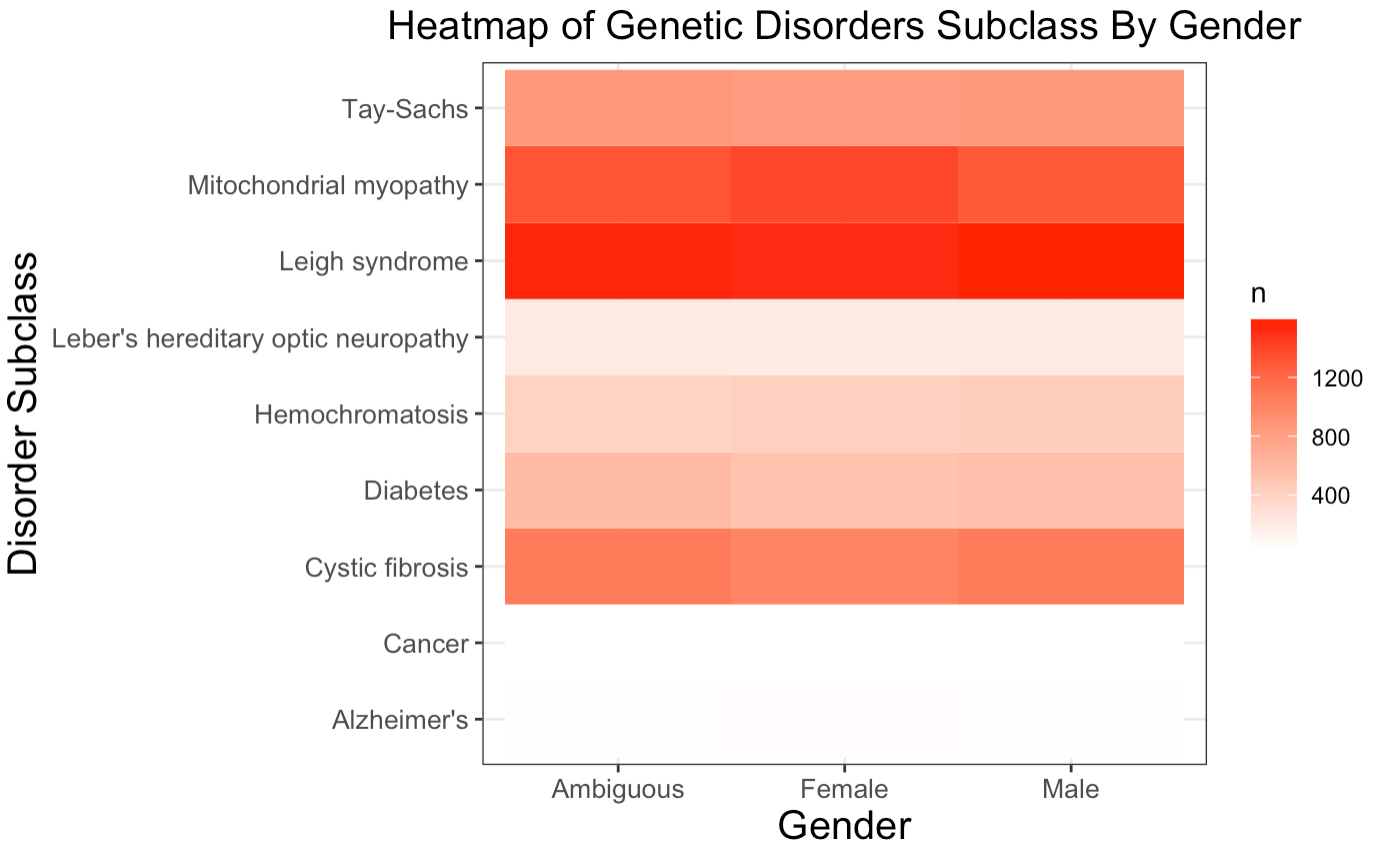 Heatmap of Genetic Disorders Subclass By Gender
Disorder Subclass
Tay-Sachs
Mitochondrial myopathy
Leigh syndrome
Leber's hereditary optic neuropathy
Hemochromatosis
Diabetes
Cystic fibrosis
Cancer
Alzheimer's
Ambiguous Female Male
Gender
n
1200
800
400